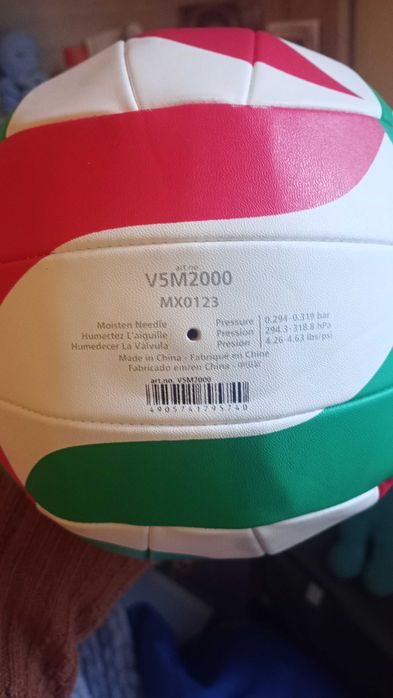 art.no.
V5M2000
MX0123
Moisten Needle
Humectez L'aiguille
Humedecer La Valvula
Pressure
Pression
Presion
0.294 - 0.319 bar
294.3 - 318.8 hPa
4.26 - 4.63 lbs/psi
Made in China - Fabriqué en Chine
Fabricado em/en China -
art.no. V5M2000
4905741795740